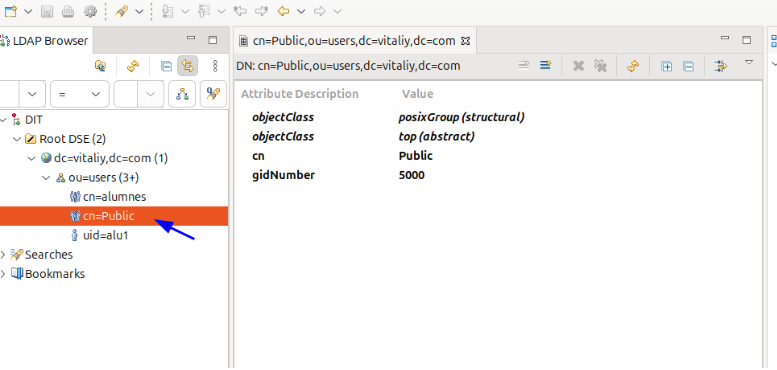 LDAP Browser
cn=Public,ou=users,dc=vitaliy,dc=com
DN: cn=Public,ou=users,dc=vitaliy,dc=com
=
Attribute Description Value
objectClass posixGroup (structural)
objectClass top (abstract)
cn Public
gidNumber 5000
DIT
Root DSE (2)
dc=vitaliy,dc=com (1)
ou=users (3+)
cn=alumnes
cn=Public
uid=alu1
Searches
Bookmarks